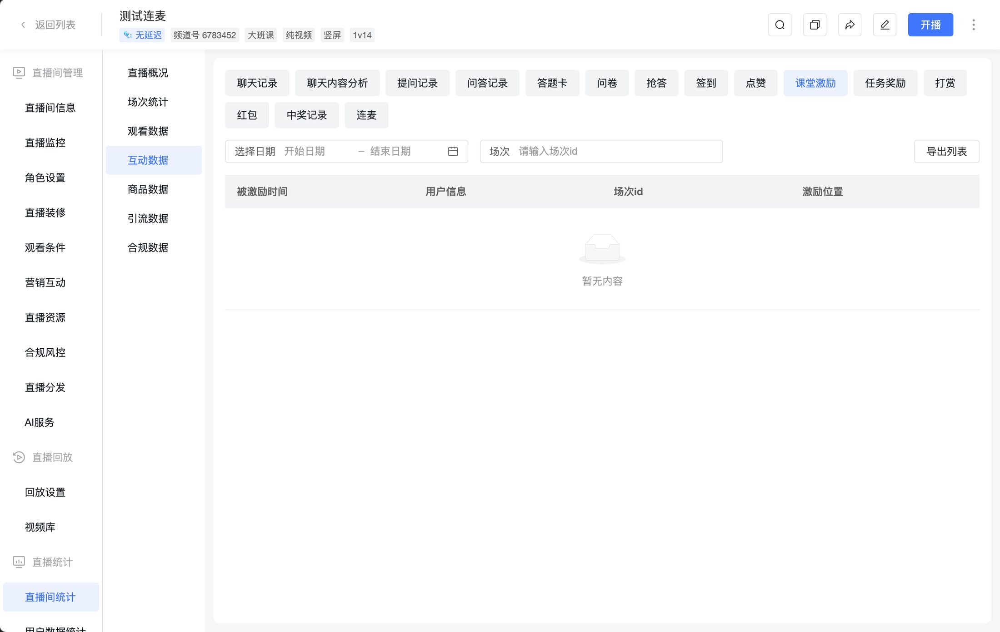 返回列表
测试连麦
无延迟 频道号 6783452 大班课 纯视频 竖屏 1v14
开播
直播间管理
直播间信息
直播监控
角色设置
直播装修
观看条件
营销互动
直播资源
合规风控
直播分发
AI服务
直播回放
回放设置
视频库
直播统计
直播间统计
用户数据统计
直播概况
场次统计
观看数据
互动数据
商品数据
引流数据
合规数据
聊天记录 聊天内容分析 提问记录 问答记录 答题卡 问卷 抢答 签到 点赞 课堂激励 任务奖励 打赏
红包 中奖记录 连麦
选择日期 开始日期 – 结束日期 场次 请输入场次id 导出列表
被激励时间 用户信息 场次id 激励位置
暂无内容